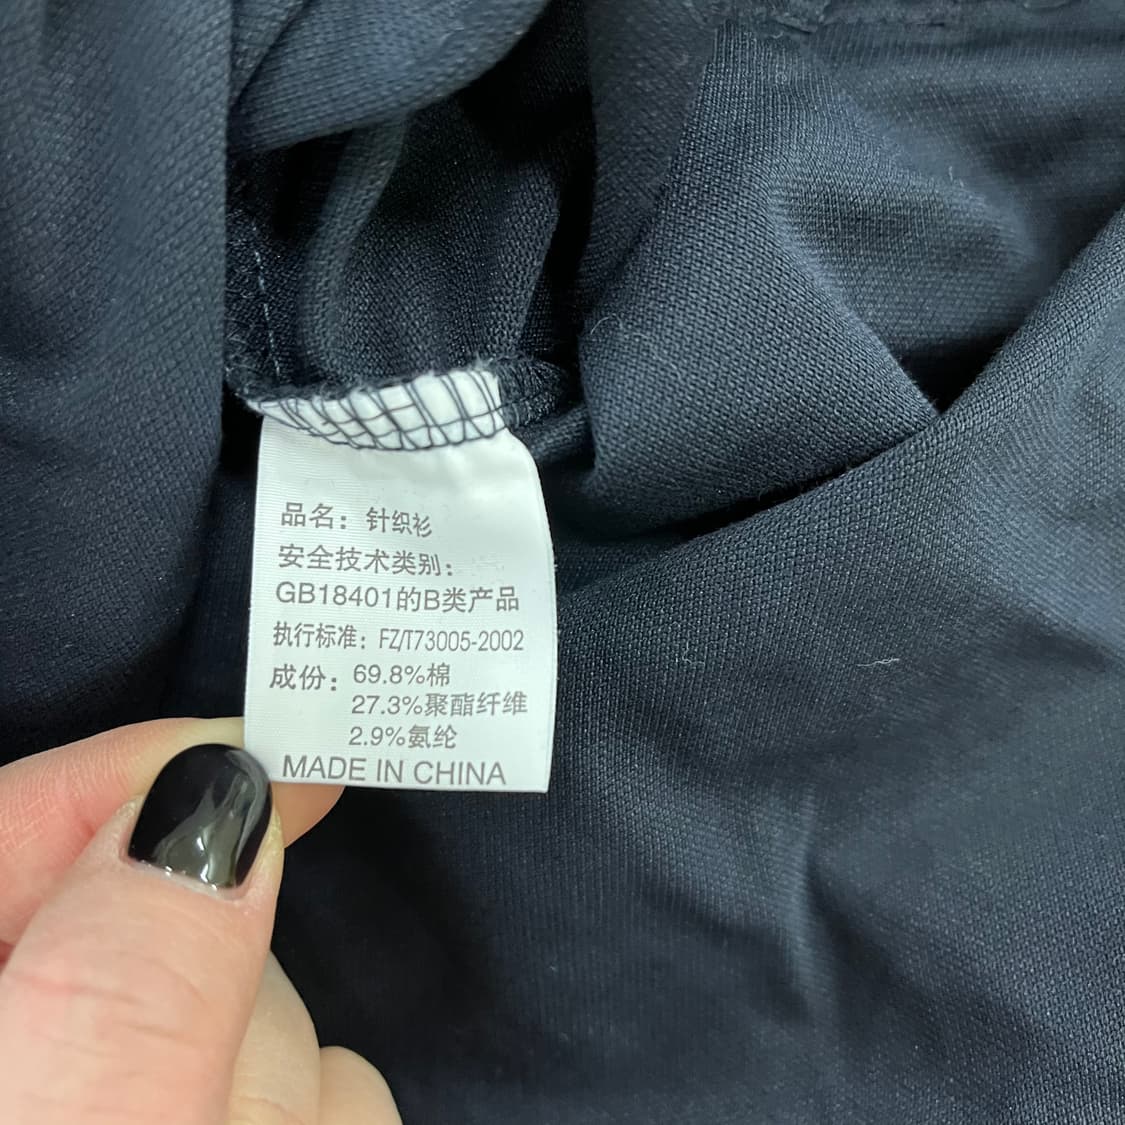 品名：针织衫
安全技术类别：
GB18401的B类产品
执行标准：FZ/T73005-2002
成份：69.8%棉
27.3%聚酯纤维
2.9%氨纶
MADE IN CHINA